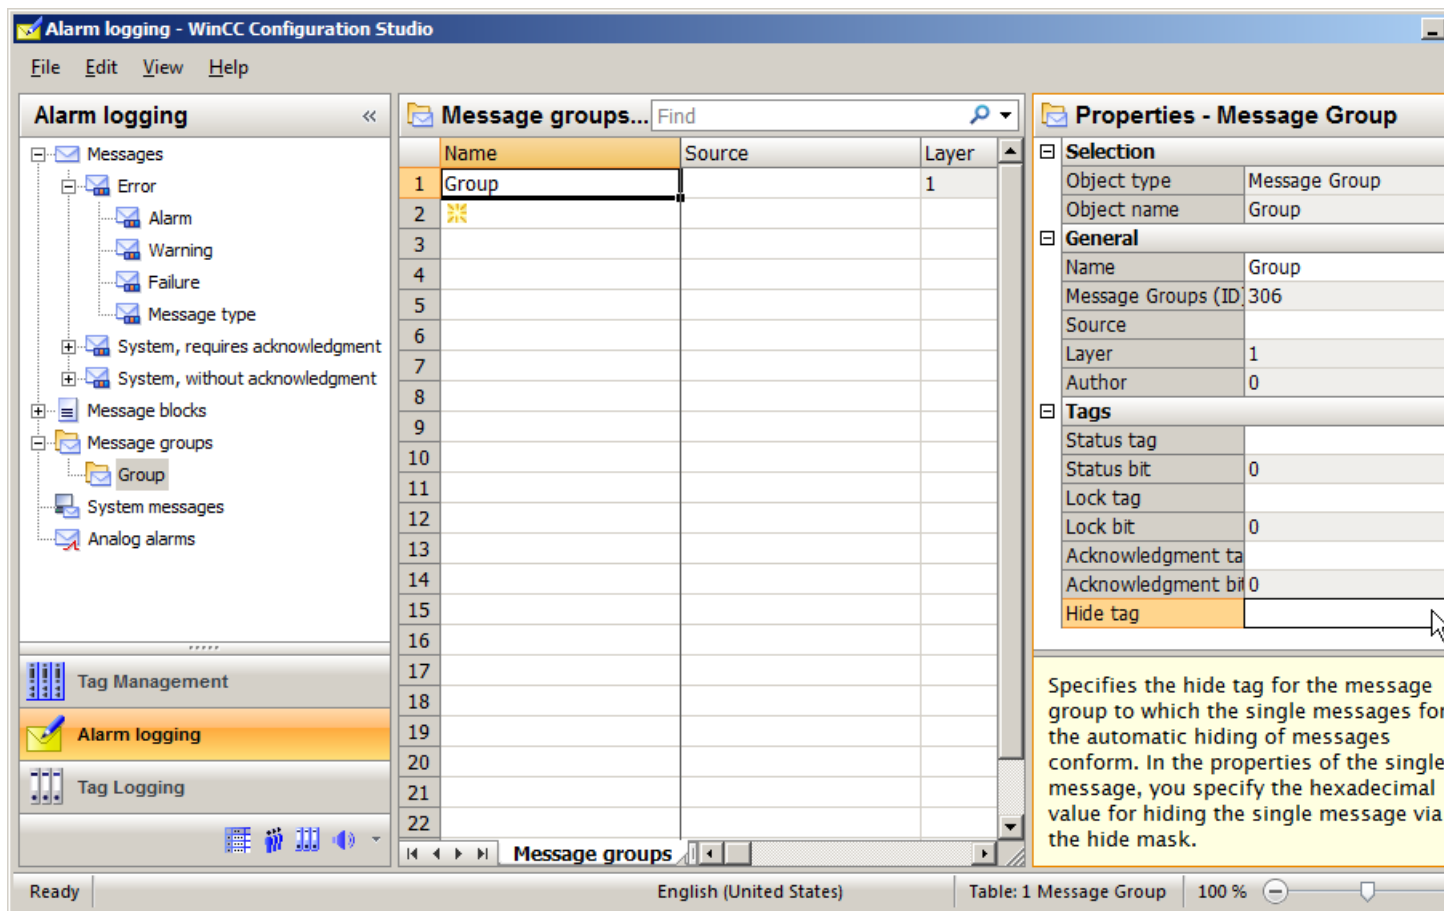 Alarm logging - WinCC Configuration Studio
File Edit View Help
Alarm logging «
Messages
Error
Alarm
Warning
Failure
Message type
System, requires acknowledgment
System, without acknowledgment
Message blocks
Message groups
Group
System messages
Analog alarms
Tag Management
Alarm logging
Tag Logging
Message groups... Find
Name Source Layer
1 Group 1
2
3
4
5
6
7
8
9
10
11
12
13
14
15
16
17
18
19
20
21
22
Message groups
Properties - Message Group
Selection
Object type Message Group
Object name Group
General
Name Group
Message Groups (ID) 306
Source
Layer 1
Author 0
Tags
Status tag
Status bit 0
Lock tag
Lock bit 0
Acknowledgment ta
Acknowledgment bit 0
Hide tag
Specifies the hide tag for the message
group to which the single messages for
the automatic hiding of messages
conform. In the properties of the single
message, you specify the hexadecimal
value for hiding the single message via
the hide mask.
Ready English (United States) Table: 1 Message Group 100 %